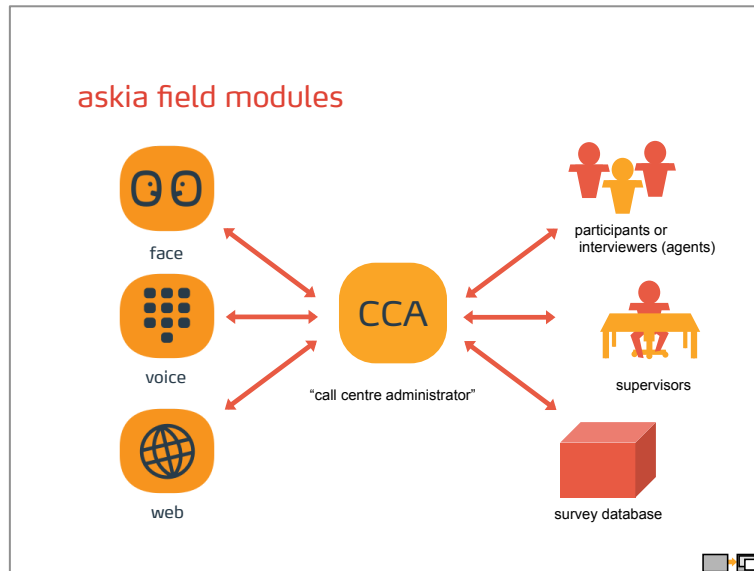 askia field modules
face
voice
web
CCA
“call centre administrator”
participants or
interviewers (agents)
supervisors
survey database